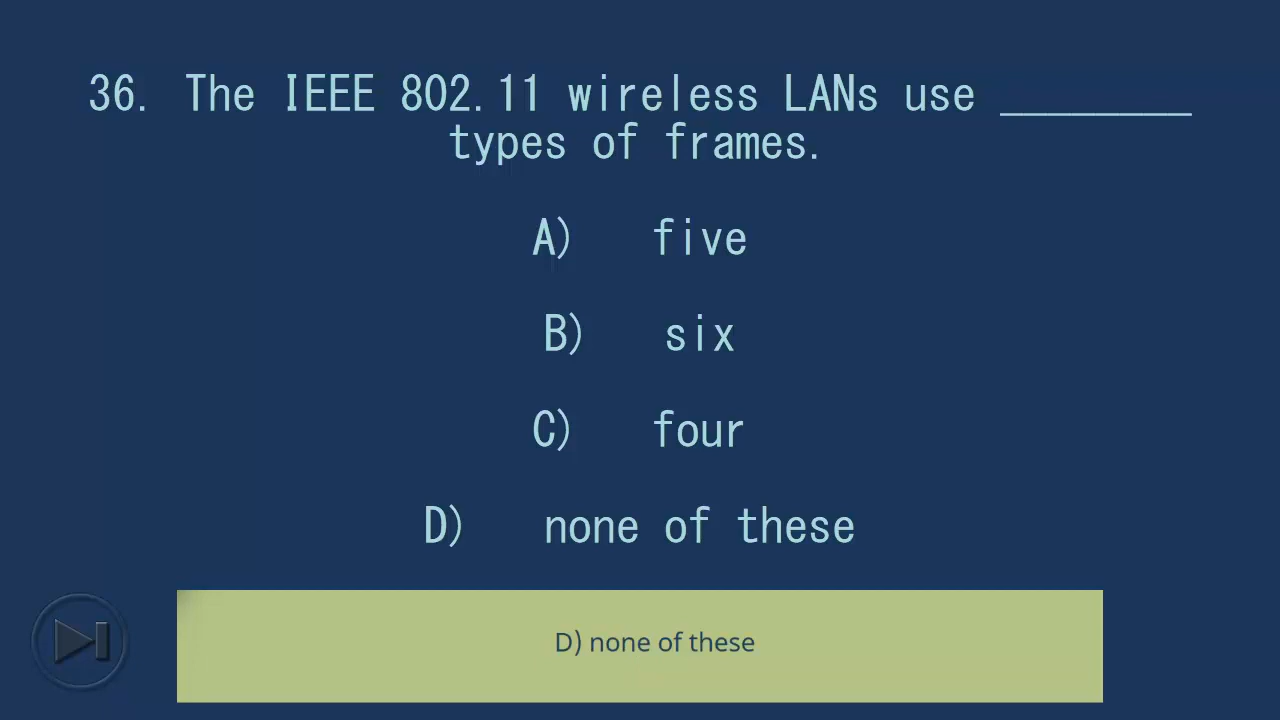 36. The IEEE 802.11 wireless LANs use ________
types of frames.
A) five
B) six
C) four
D) none of these
D) none of these